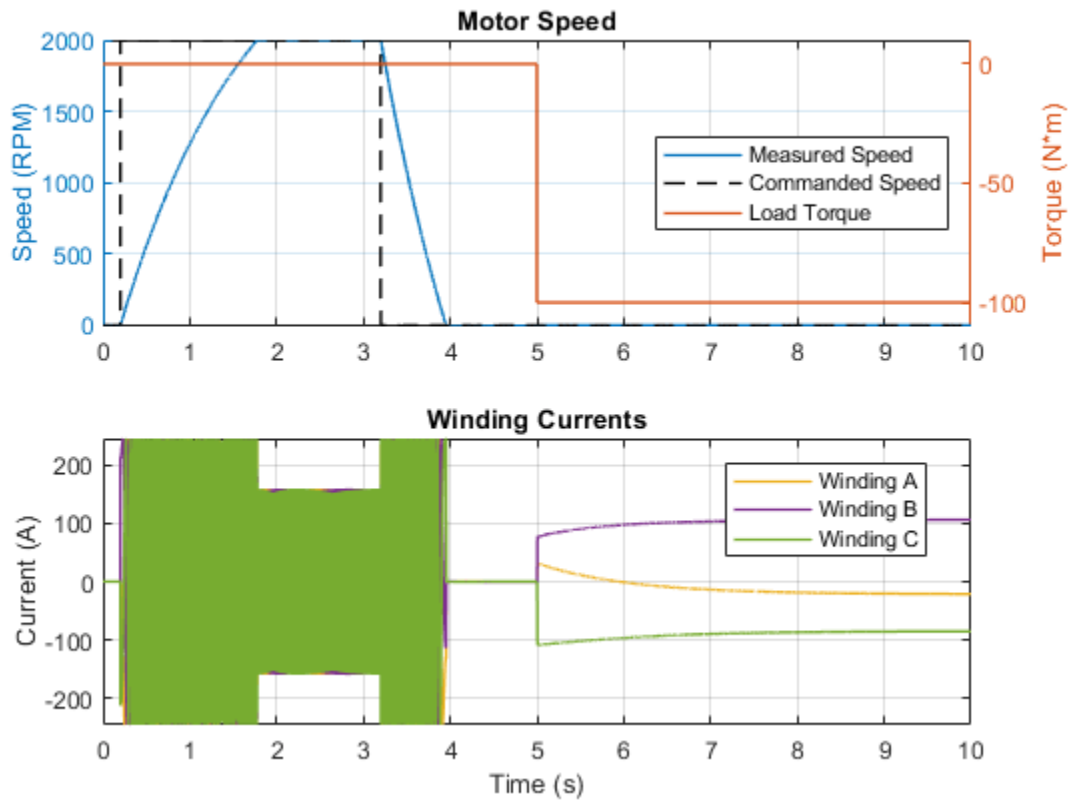 Motor Speed
2000
1500
1000
500
0
Speed (RPM)
0
-50
-100
Torque (N*m)
Measured Speed
Commanded Speed
Load Torque
0 1 2 3 4 5 6 7 8 9 10
Winding Currents
200
100
0
-100
-200
Current (A)
Winding A
Winding B
Winding C
0 1 2 3 4 5 6 7 8 9 10
Time (s)